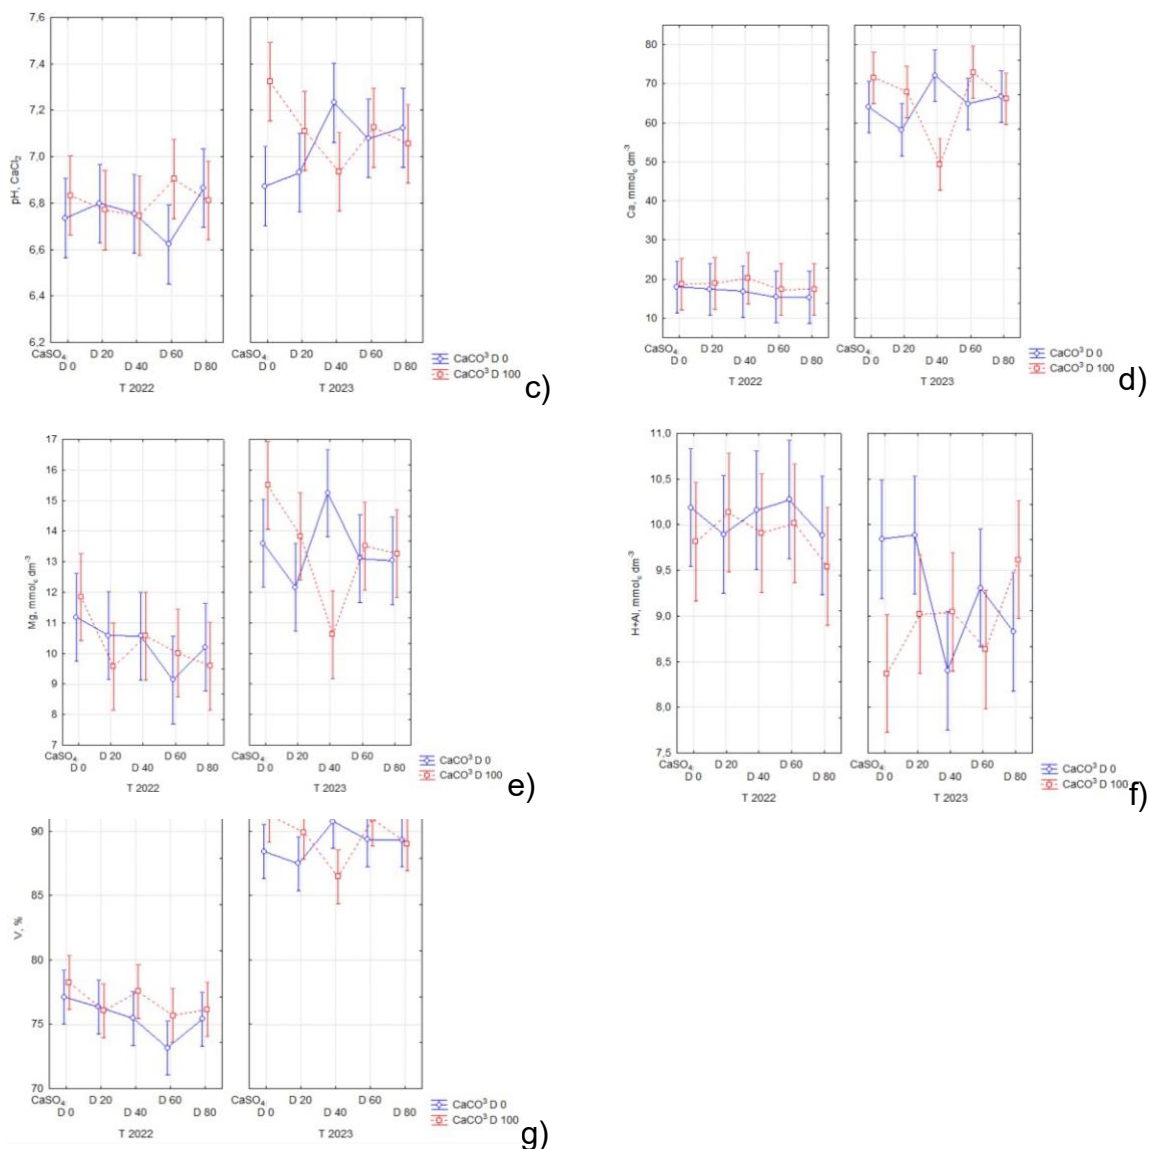 7,6
7,4
7,2
7,0
6,8
6,6
6,4
6,2
pH, CaCl2
CaSO4: D 20 D 60
D 0 D 40 D 80
T 2022
CaSO4: D 20 D 60
D 0 D 40 D 80
T 2023
CaCO3 D 0
CaCO3 D 100
c)
80
70
60
50
40
30
20
10
Ca, mmolc dm-3
CaSO4: D 20 D 60
D 0 D 40 D 80
T 2022
CaSO4: D 20 D 60
D 0 D 40 D 80
T 2023
CaCO3 D 0
CaCO3 D 100
d)
17
16
15
14
13
12
11
10
9
8
7
Mg, mmolc dm-3
CaSO4: D 20 D 60
D 0 D 40 D 80
T 2022
CaSO4: D 20 D 60
D 0 D 40 D 80
T 2023
CaCO3 D 0
CaCO3 D 100
e)
11,0
10,5
10,0
9,5
9,0
8,5
8,0
7,5
H+Al, mmolc dm-3
CaSO4: D 20 D 60
D 0 D 40 D 80
T 2022
CaSO4: D 20 D 60
D 0 D 40 D 80
T 2023
CaCO3 D 0
CaCO3 D 100
f)
90
85
80
75
70
V, %
CaSO4: D 20 D 60
D 0 D 40 D 80
T 2022
CaSO4: D 20 D 60
D 0 D 40 D 80
T 2023
CaCO3 D 0
CaCO3 D 100
g)